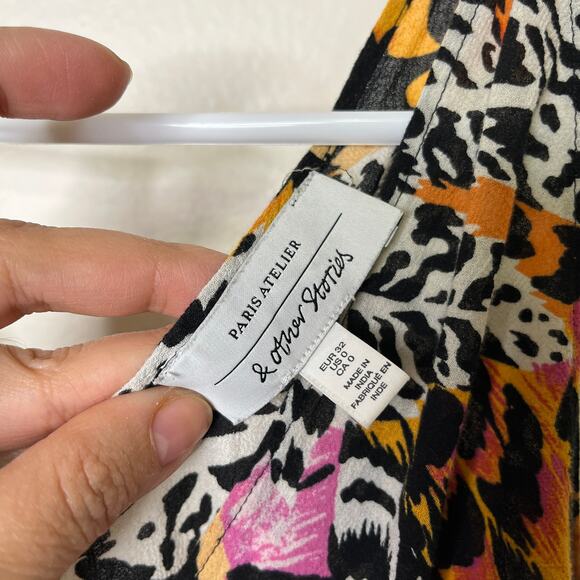 PARIS ATELIER
& Other Stories
EUR 32
US 0
CA 0
MADE IN
INDIA
FABRIQUÉ EN
INDE